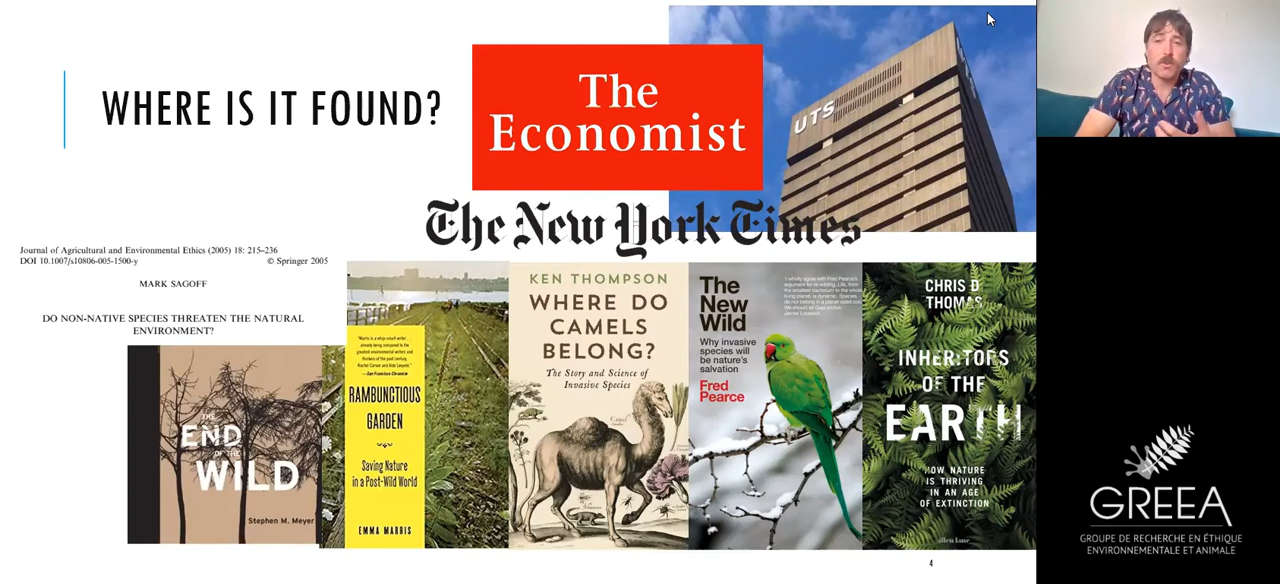 WHERE IS IT FOUND?
The
Economist
UTS
The New York Times
Journal of Agricultural and Environmental Ethics (2005) 18: 215–236
DOI 10.1007/s10806-005-1500-y
© Springer 2005
MARK SAGOFF
DO NON-NATIVE SPECIES THREATEN THE NATURAL
ENVIRONMENT?
THE
END
OF THE
WILD
Stephen M. Meyer
RAMBUNCTIOUS
GARDEN
Saving Nature
in a Post-Wild World
EMMA MARRIS
KEN THOMPSON
WHERE DO
CAMELS
BELONG?
The Story and Science of
Invasive Species
The
New
Wild
Why invasive
species will
be nature's
salvation
Fred
Pearce
CHRIS D
THOMAS
INHERITORS
OF THE
EARTH
HOW NATURE
IS THRIVING
IN AN AGE
OF EXTINCTION
allen lane
4
GREEA
GROUPE DE RECHERCHE EN ÉTHIQUE
ENVIRONNEMENTALE ET ANIMALE